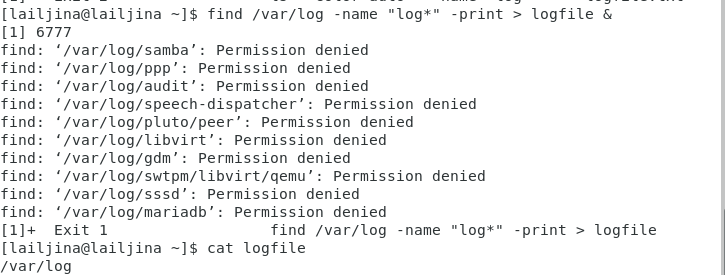 [lailjina@lailjina ~]$ find /var/log -name "log*" -print > logfile &
[1] 6777
find: ‘/var/log/samba’: Permission denied
find: ‘/var/log/ppp’: Permission denied
find: ‘/var/log/audit’: Permission denied
find: ‘/var/log/speech-dispatcher’: Permission denied
find: ‘/var/log/pluto/peer’: Permission denied
find: ‘/var/log/libvirt’: Permission denied
find: ‘/var/log/gdm’: Permission denied
find: ‘/var/log/swtpm/libvirt/qemu’: Permission denied
find: ‘/var/log/sssd’: Permission denied
find: ‘/var/log/mariadb’: Permission denied
[1]+  Exit 1                  find /var/log -name "log*" -print > logfile
[lailjina@lailjina ~]$ cat logfile
/var/log